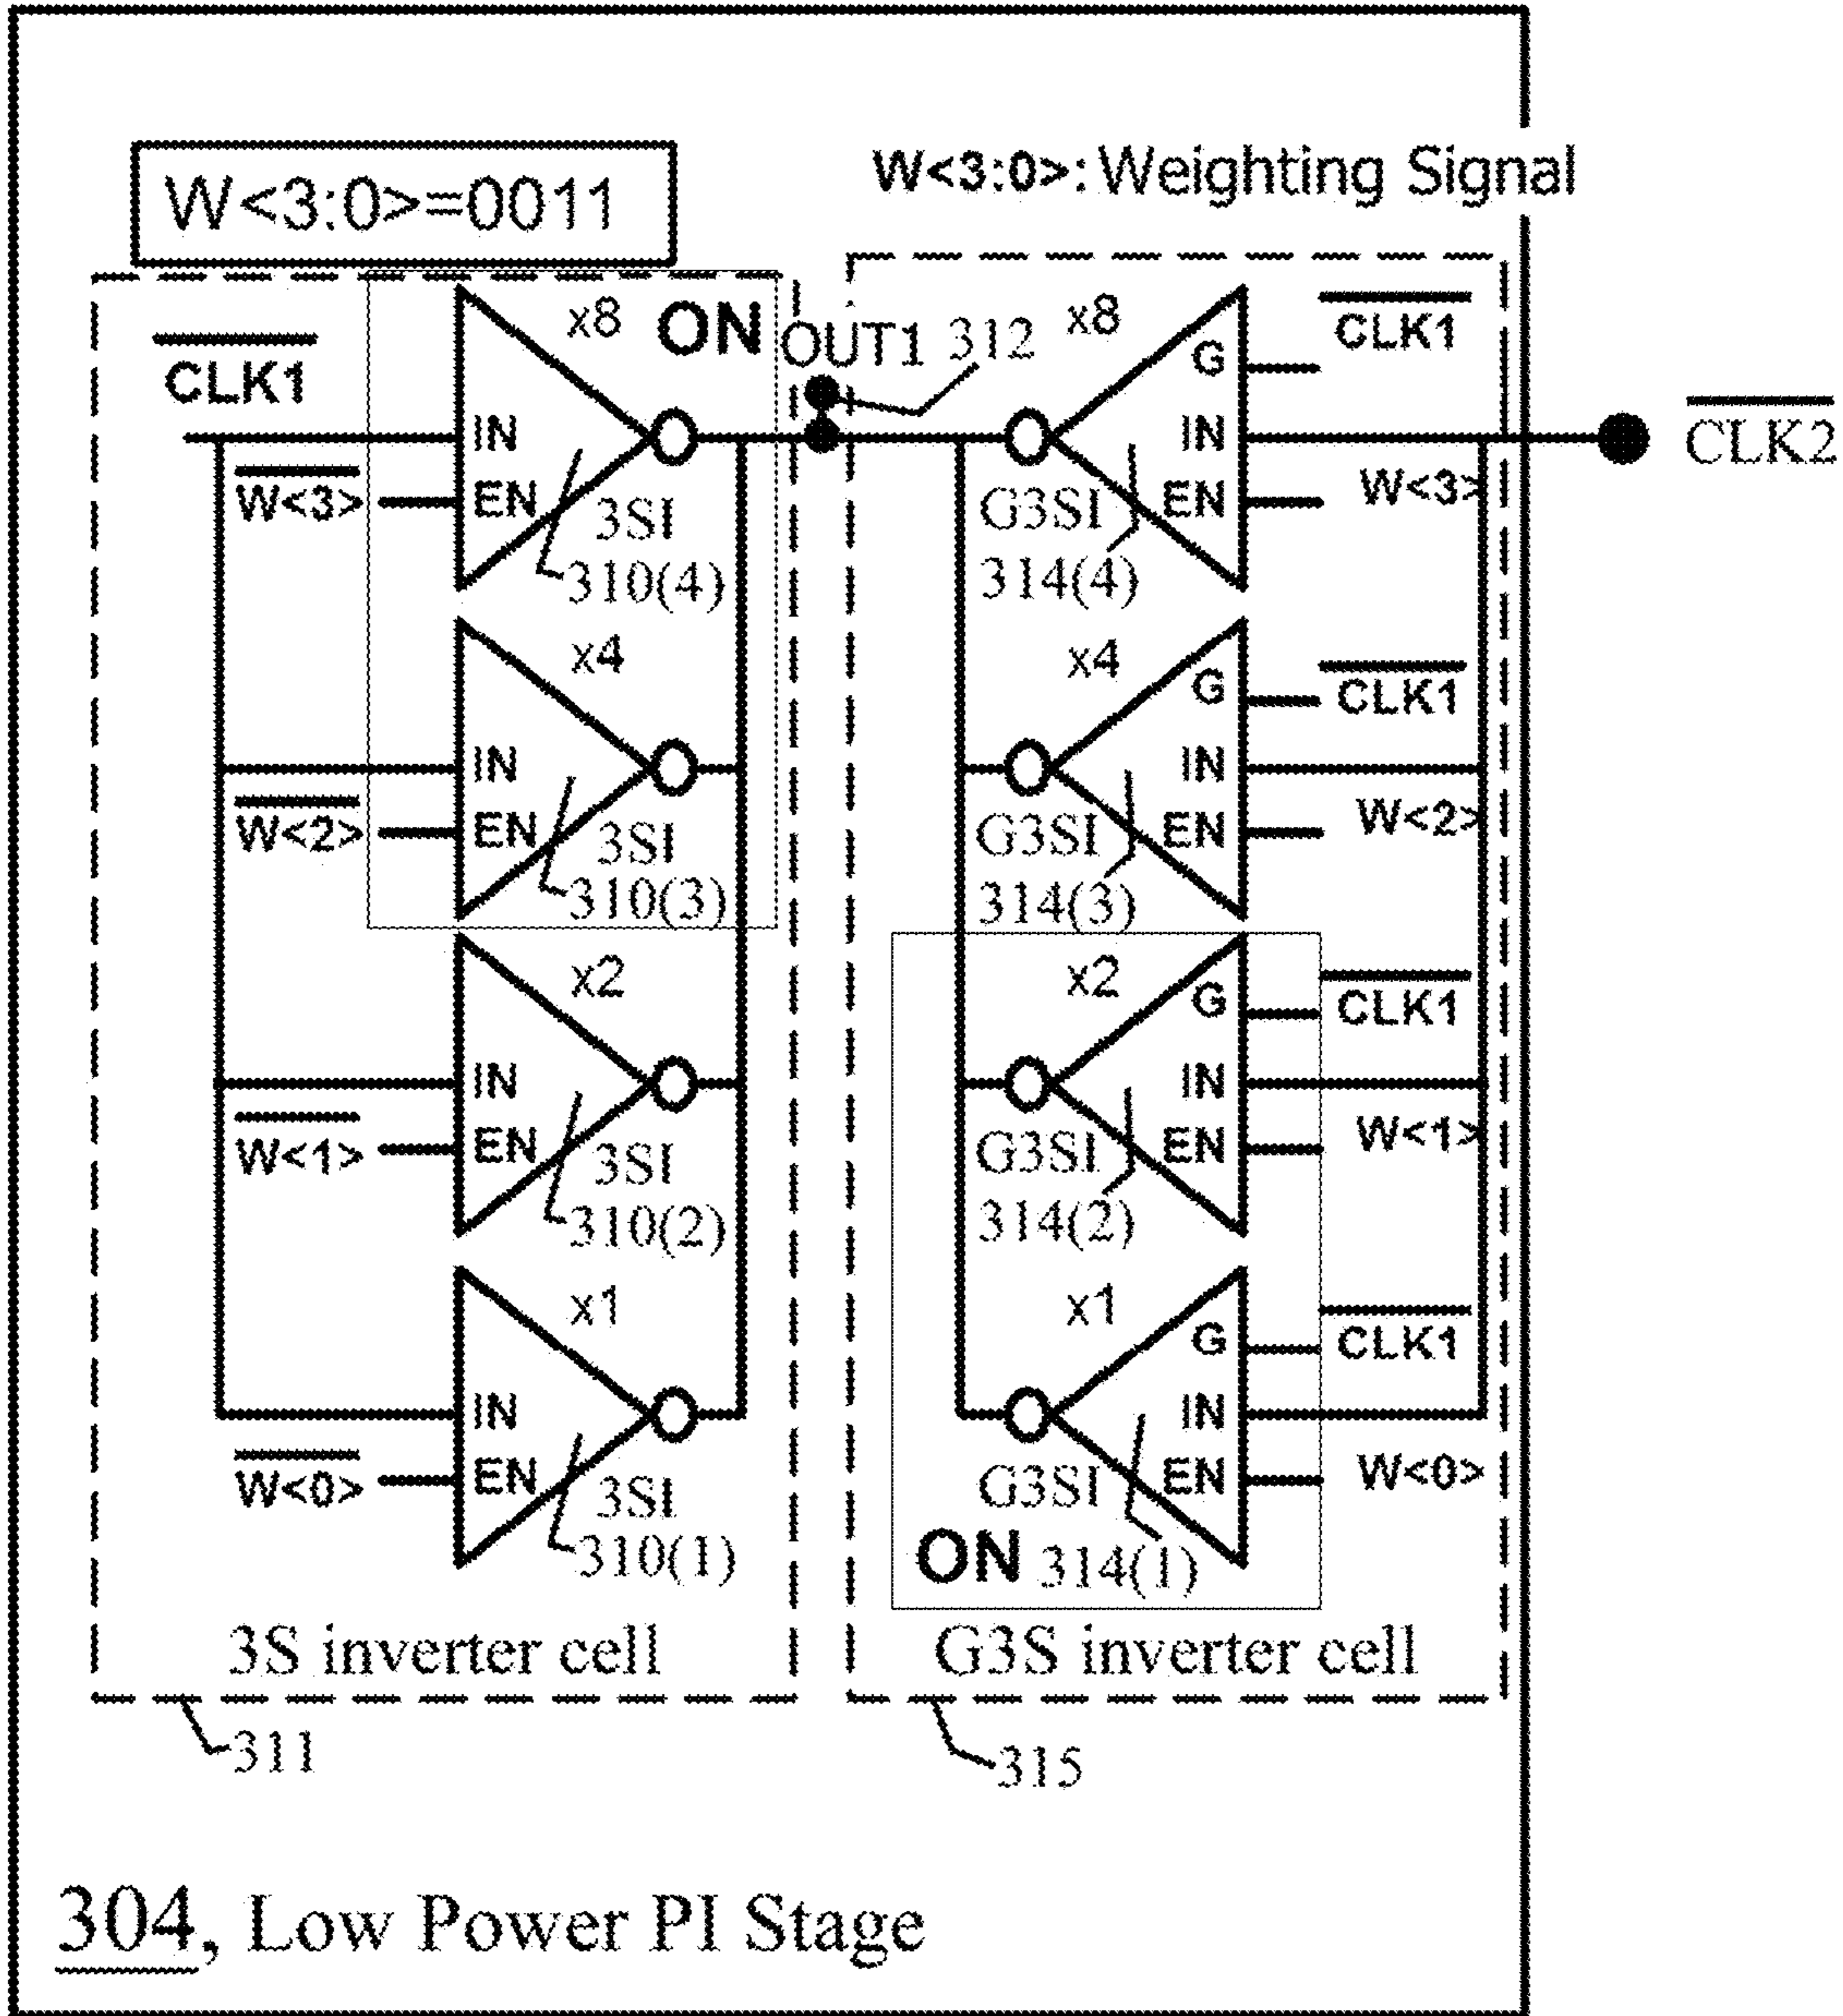 W<3:0>=0011
W<3:0>: Weighting Signal
CLK1
x8
ON
OUT1
312
x8
G
CLK1
IN
IN
CLK2
W<3>
EN
3SI
310(4)
G3SI
314(4)
EN
W<3>
x4
x4
G
CLK1
IN
IN
W<2>
EN
3SI
310(3)
G3SI
314(3)
EN
W<2>
x2
x2
G
CLK1
IN
IN
W<1>
EN
3SI
310(2)
G3SI
314(2)
EN
W<1>
x1
x1
G
CLK1
IN
IN
W<0>
EN
3SI
310(1)
G3SI
ON 314(1)
EN
W<0>
3S inverter cell
G3S inverter cell
311
315
304, Low Power PI Stage